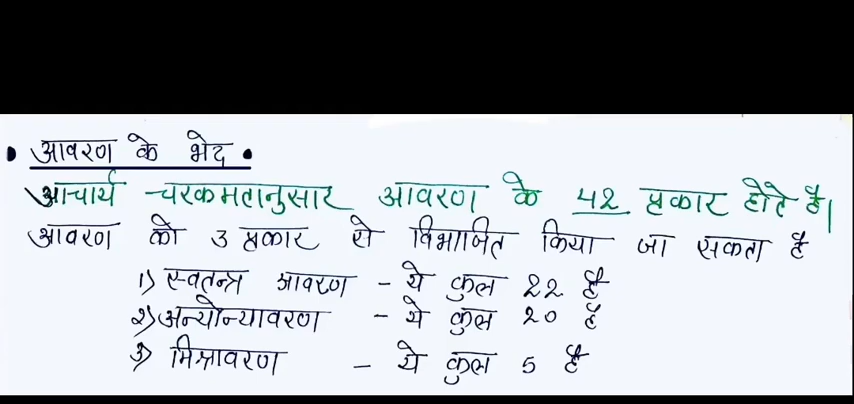 • आवरण के भेद •
आचार्य चरकमतानुसार आवरण के 42 प्रकार होते है।
आवरण को 3 प्रकार से विभाजित किया जा सकता है
1) स्वतन्त्र आवरण - ये कुल 22 है
2) अन्योन्यावरण - ये कुल 20 है
3) मिश्रावरण - ये कुल 5 है